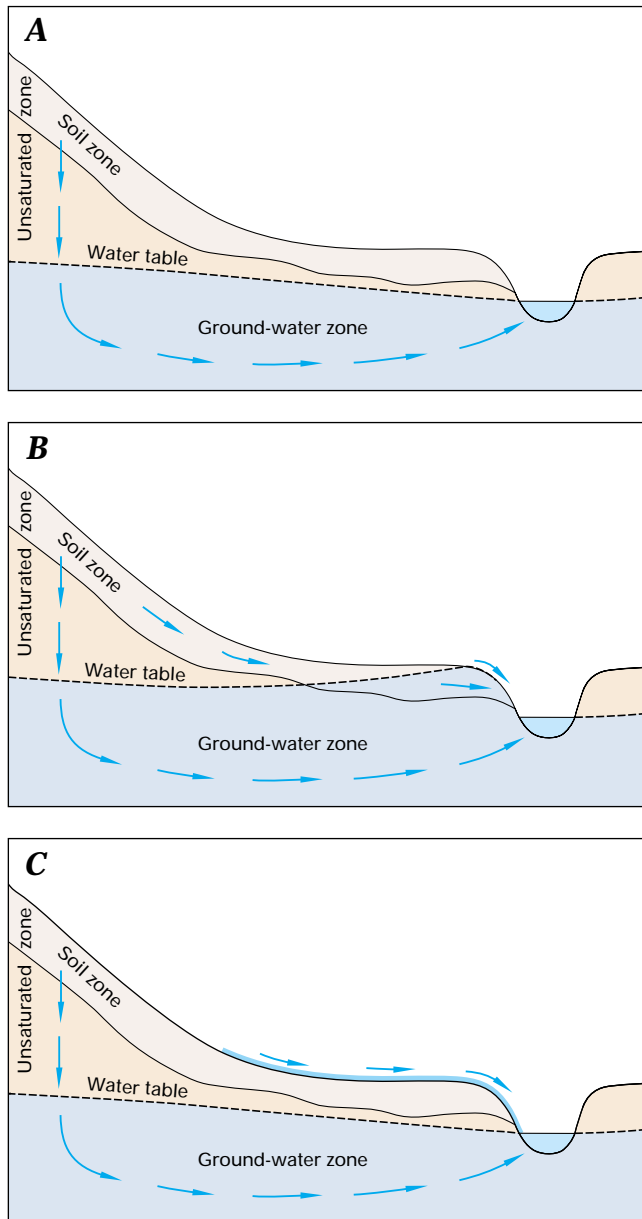 A
Unsaturated zone
Soil zone
Water table
Ground-water zone
B
Unsaturated zone
Soil zone
Water table
Ground-water zone
C
Unsaturated zone
Soil zone
Water table
Ground-water zone